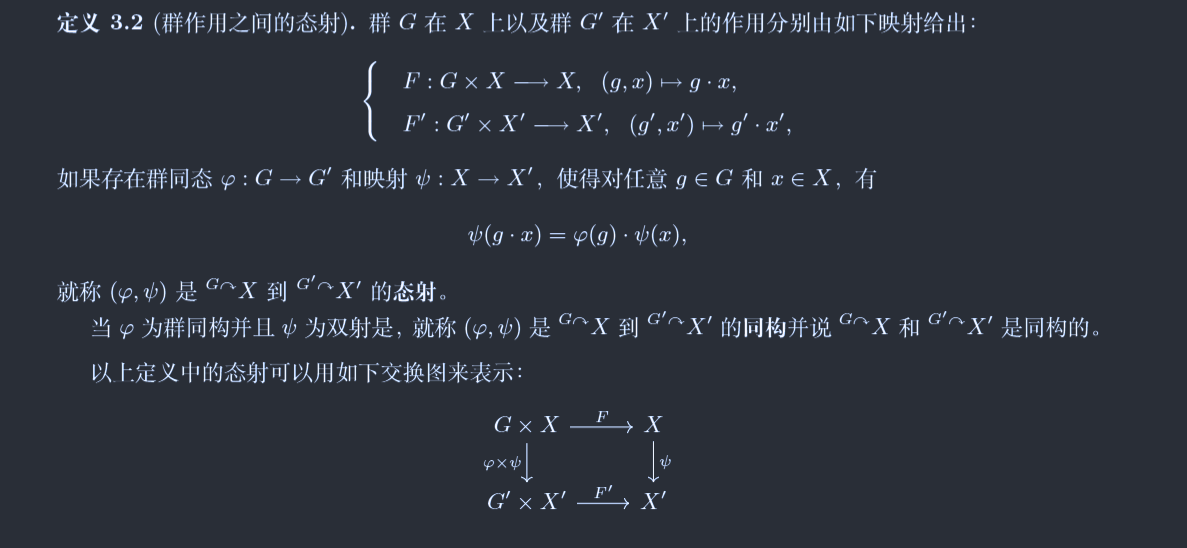 定义 3.2 (群作用之间的态射). 群 G 在 X 上以及群 G′ 在 X′ 上的作用分别由如下映射给出:
F : G × X ⟶ X, (g, x) ↦ g · x,
F′ : G′ × X′ ⟶ X′, (g′, x′) ↦ g′ · x′,
如果存在群同态 φ : G → G′ 和映射 ψ : X → X′, 使得对任意 g ∈ G 和 x ∈ X, 有
ψ(g · x) = φ(g) · ψ(x),
就称 (φ, ψ) 是 G↷X 到 G′↷X′ 的态射。
当 φ 为群同构并且 ψ 为双射是, 就称 (φ, ψ) 是 G↷X 到 G′↷X′ 的同构并说 G↷X 和 G′↷X′ 是同构的。
以上定义中的态射可以用如下交换图来表示:
G × X F⟶ X
φ×ψ ↓ ↓ ψ
G′ × X′ F′⟶ X′